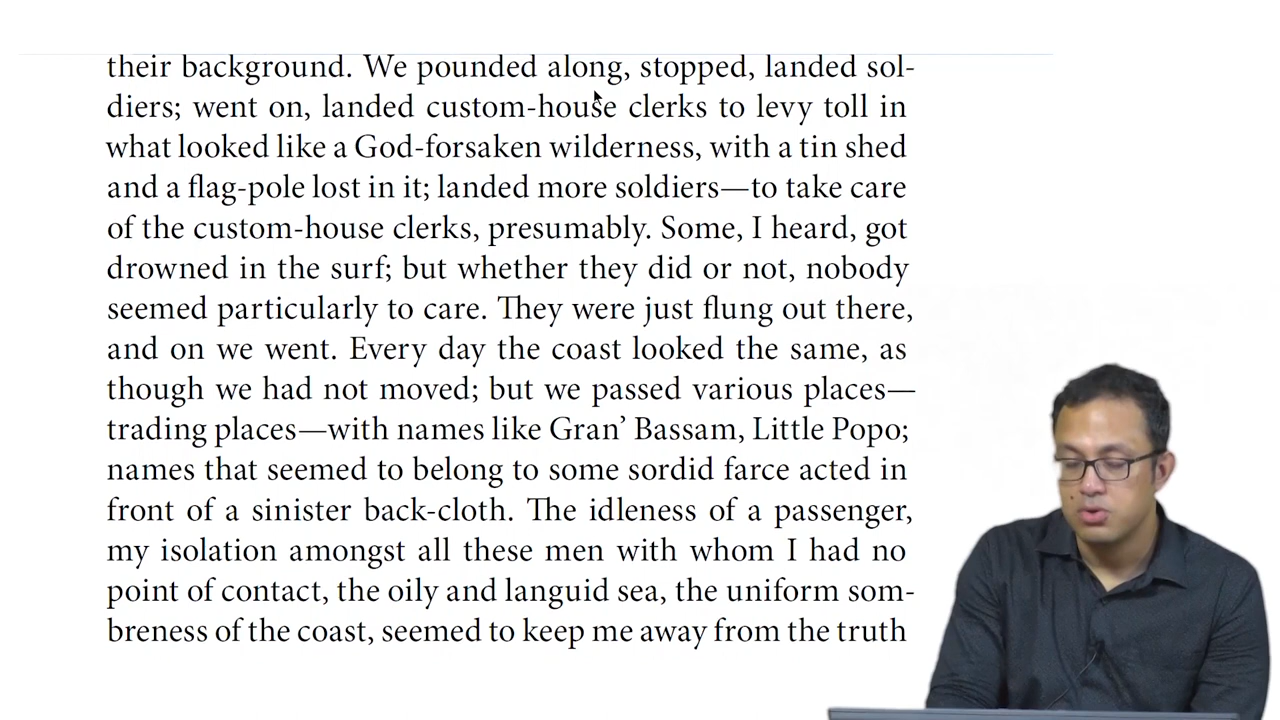 their background. We pounded along, stopped, landed sol-
diers; went on, landed custom-house clerks to levy toll in
what looked like a God-forsaken wilderness, with a tin shed
and a flag-pole lost in it; landed more soldiers—to take care
of the custom-house clerks, presumably. Some, I heard, got
drowned in the surf; but whether they did or not, nobody
seemed particularly to care. They were just flung out there,
and on we went. Every day the coast looked the same, as
though we had not moved; but we passed various places—
trading places—with names like Gran’ Bassam, Little Popo;
names that seemed to belong to some sordid farce acted in
front of a sinister back-cloth. The idleness of a passenger,
my isolation amongst all these men with whom I had no
point of contact, the oily and languid sea, the uniform som-
breness of the coast, seemed to keep me away from the truth